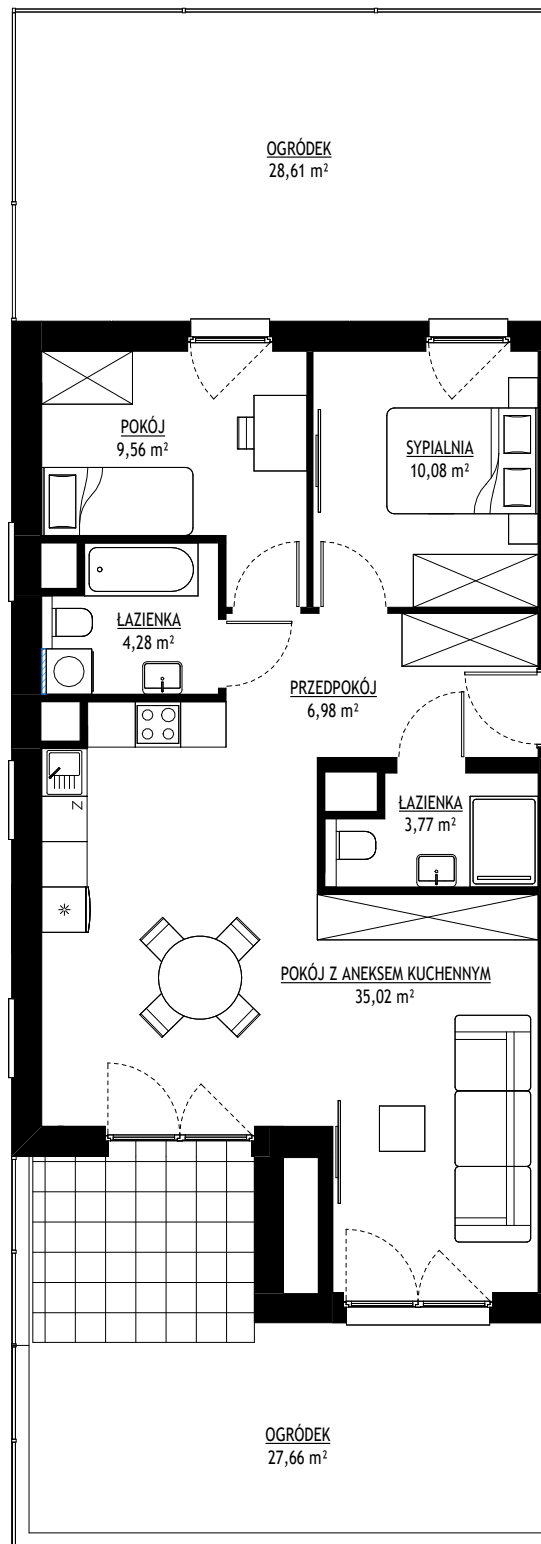 OGRÓDEK
28,61 m²
POKÓJ
9,56 m²
SYPIALNIA
10,08 m²
ŁAZIENKA
4,28 m²
PRZEDPOKÓJ
6,98 m²
ŁAZIENKA
3,77 m²
Z
POKÓJ Z ANEKSEM KUCHENNYM
35,02 m²
OGRÓDEK
27,66 m²